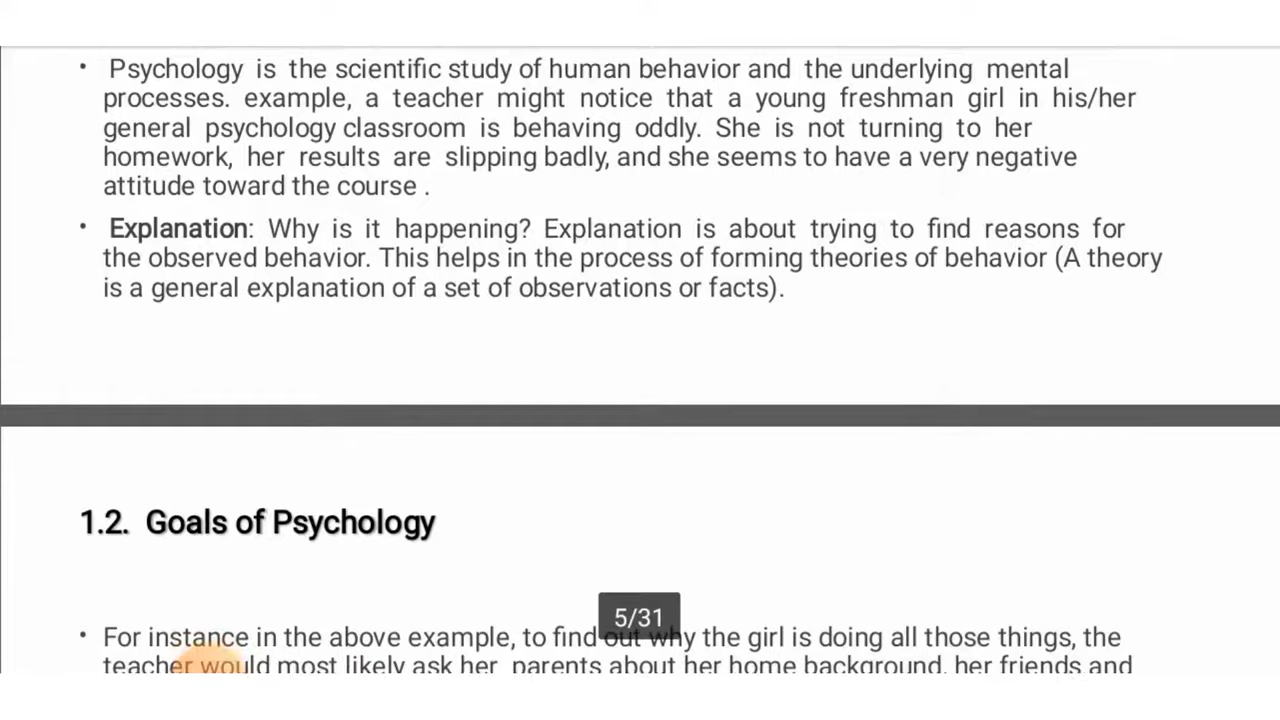 • Psychology is the scientific study of human behavior and the underlying mental
processes. example, a teacher might notice that a young freshman girl in his/her
general psychology classroom is behaving oddly. She is not turning to her
homework, her results are slipping badly, and she seems to have a very negative
attitude toward the course .
• Explanation: Why is it happening? Explanation is about trying to find reasons for
the observed behavior. This helps in the process of forming theories of behavior (A theory
is a general explanation of a set of observations or facts).
1.2. Goals of Psychology
5/31
• For instance in the above example, to find out why the girl is doing all those things, the
teacher would most likely ask her parents about her home background, her friends and